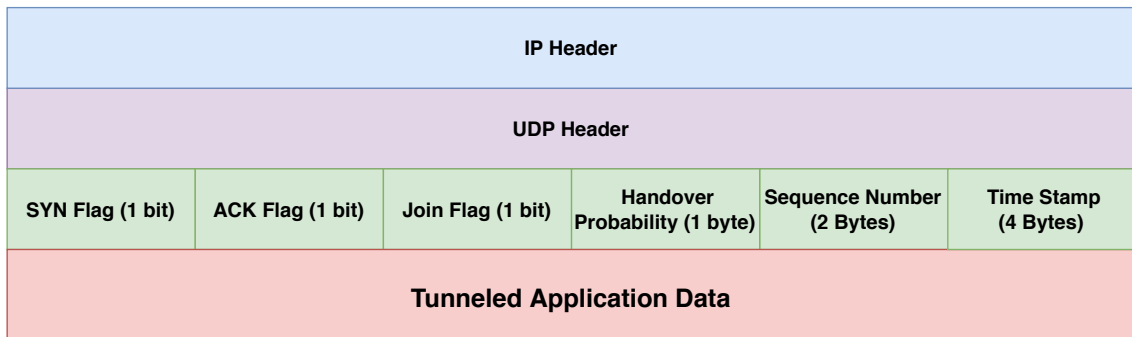 IP Header
UDP Header
SYN Flag (1 bit)
ACK Flag (1 bit)
Join Flag (1 bit)
Handover
Probability (1 byte)
Sequence Number
(2 Bytes)
Time Stamp
(4 Bytes)
Tunneled Application Data